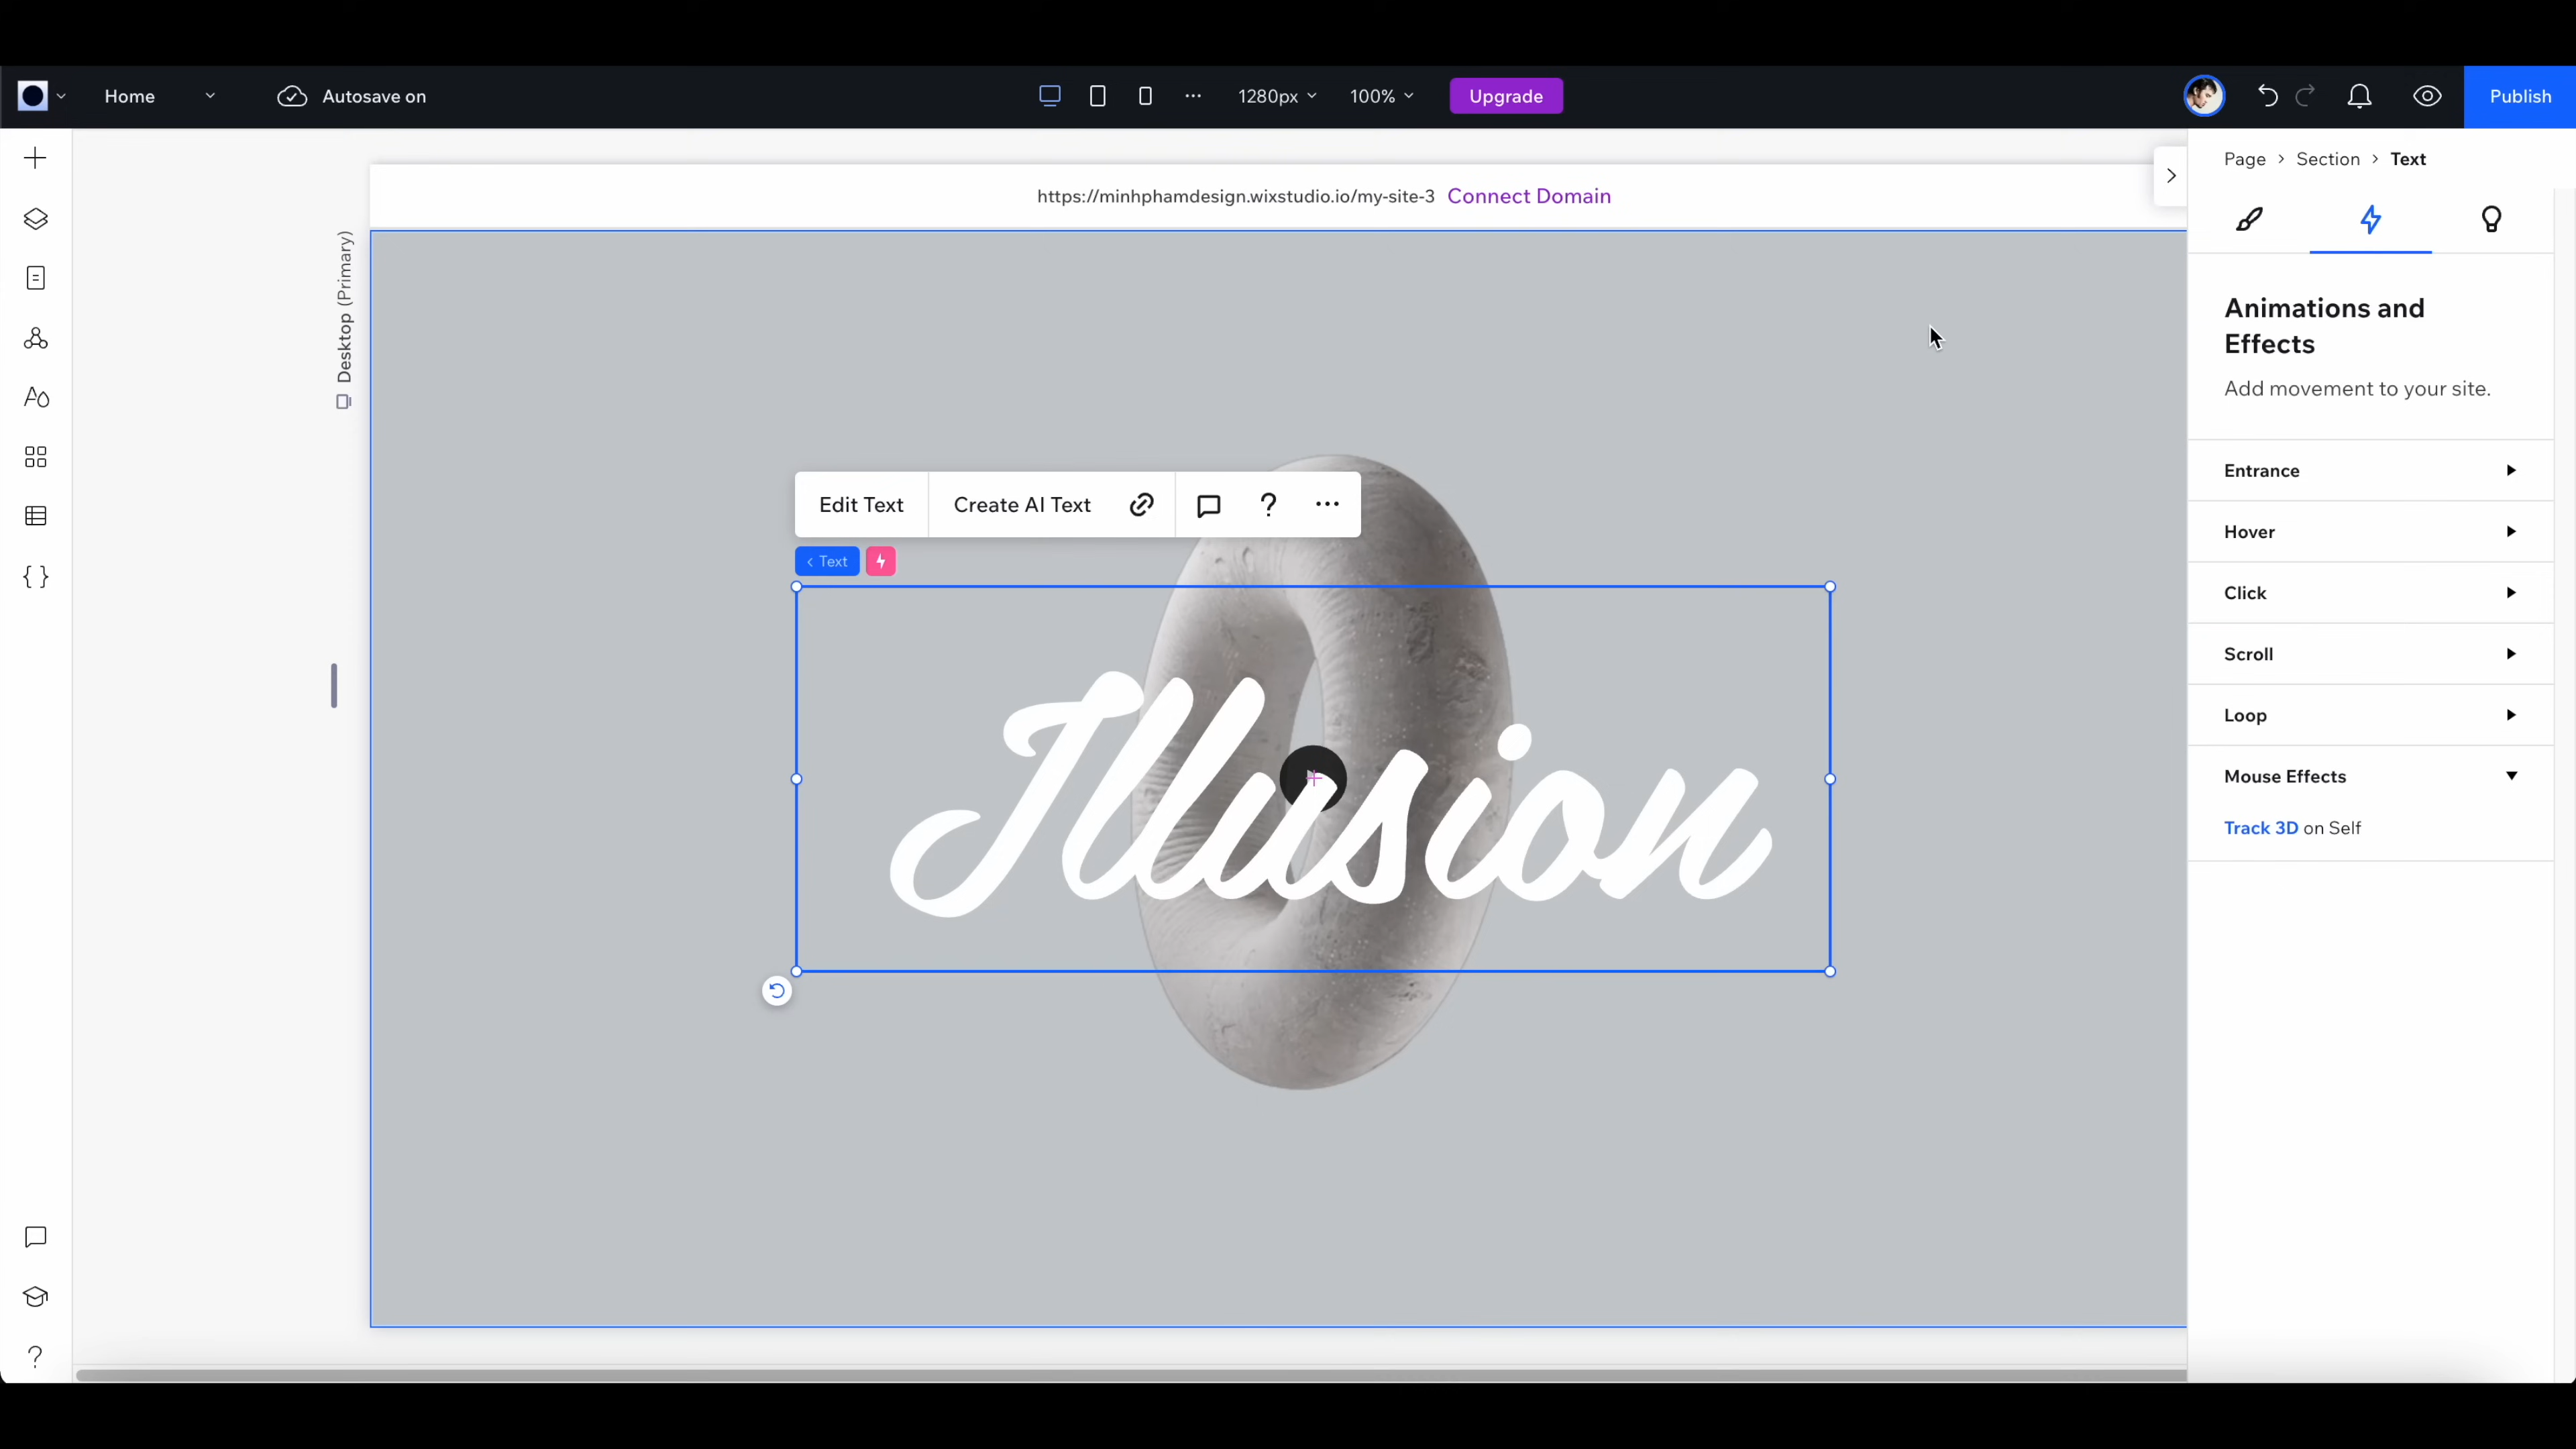 Home
Autosave on
1280px
100%
Upgrade
Publish
Page > Section > Text
https://minhphamdesign.wixstudio.io/my-site-3 Connect Domain
Desktop (Primary)
Animations and
Effects
Add movement to your site.
Entrance
Hover
Click
Scroll
Loop
Mouse Effects
Track 3D on Self
Edit Text
Create AI Text
?
< Text
Illusion
?